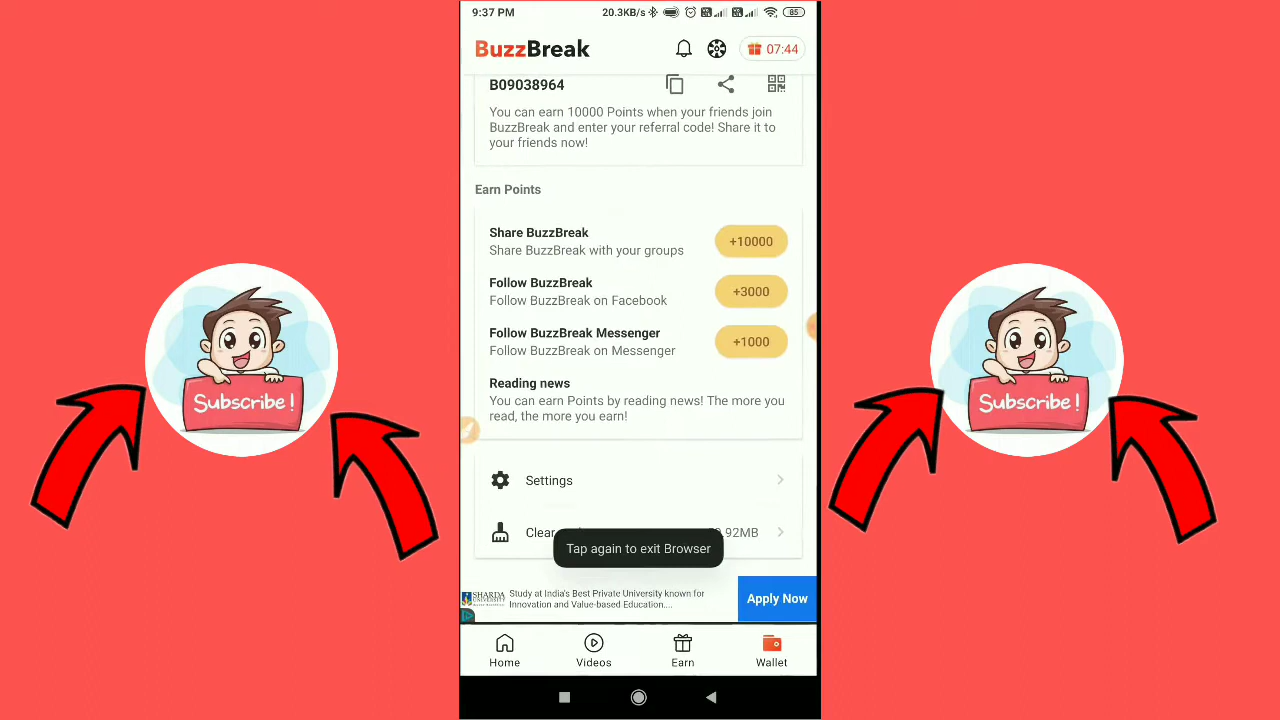 9:37 PM
20.3KB/s
85
BuzzBreak
07:44
B09038964
You can earn 10000 Points when your friends join
BuzzBreak and enter your referral code! Share it to
your friends now!
Earn Points
Share BuzzBreak
Share BuzzBreak with your groups
+10000
Follow BuzzBreak
Follow BuzzBreak on Facebook
+3000
Follow BuzzBreak Messenger
Follow BuzzBreak on Messenger
+1000
Reading news
You can earn Points by reading news! The more you
read, the more you earn!
Settings
Clear
.92MB
Tap again to exit Browser
SHARDA
UNIVERSITY
Study at India's Best Private University known for
Innovation and Value-based Education....
Apply Now
Home
Videos
Earn
Wallet
Subscribe !
Subscribe !